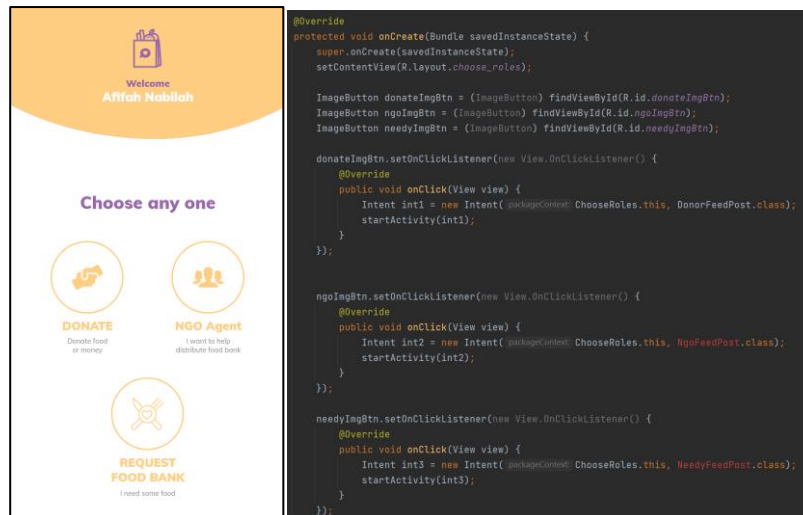 Welcome
Afifah Nabilah
Choose any one
DONATE
Donate food
or money
NGO Agent
I want to help
distribute food bank
REQUEST
FOOD BANK
I need some food
@Override
protected void onCreate(Bundle savedInstanceState) {
super.onCreate(savedInstanceState);
setContentView(R.layout.choose_roles);
ImageButton donateImgBtn = (ImageButton) findViewById(R.id.donateImgBtn);
ImageButton ngoImgBtn = (ImageButton) findViewById(R.id.ngoImgBtn);
ImageButton needyImgBtn = (ImageButton) findViewById(R.id.needyImgBtn);
donateImgBtn.setOnClickListener(new View.OnClickListener() {
@Override
public void onClick(View view) {
Intent int1 = new Intent( packageContext: ChooseRoles.this, DonorFeedPost.class);
startActivity(int1);
}
});
ngoImgBtn.setOnClickListener(new View.OnClickListener() {
@Override
public void onClick(View view) {
Intent int2 = new Intent( packageContext: ChooseRoles.this, NgoFeedPost.class);
startActivity(int2);
}
});
needyImgBtn.setOnClickListener(new View.OnClickListener() {
@Override
public void onClick(View view) {
Intent int3 = new Intent( packageContext: ChooseRoles.this, NeedyFeedPost.class);
startActivity(int3);
}
});